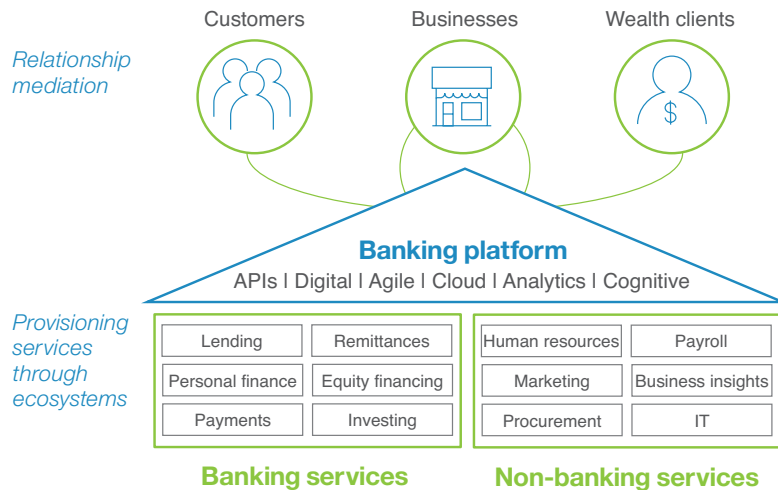 Customers
Businesses
Wealth clients
Relationship
mediation
$
Banking platform
APIs | Digital | Agile | Cloud | Analytics | Cognitive
Provisioning
services
through
ecosystems
Lending
Remittances
Personal finance
Equity financing
Payments
Investing
Banking services
Human resources
Payroll
Marketing
Business insights
Procurement
IT
Non-banking services